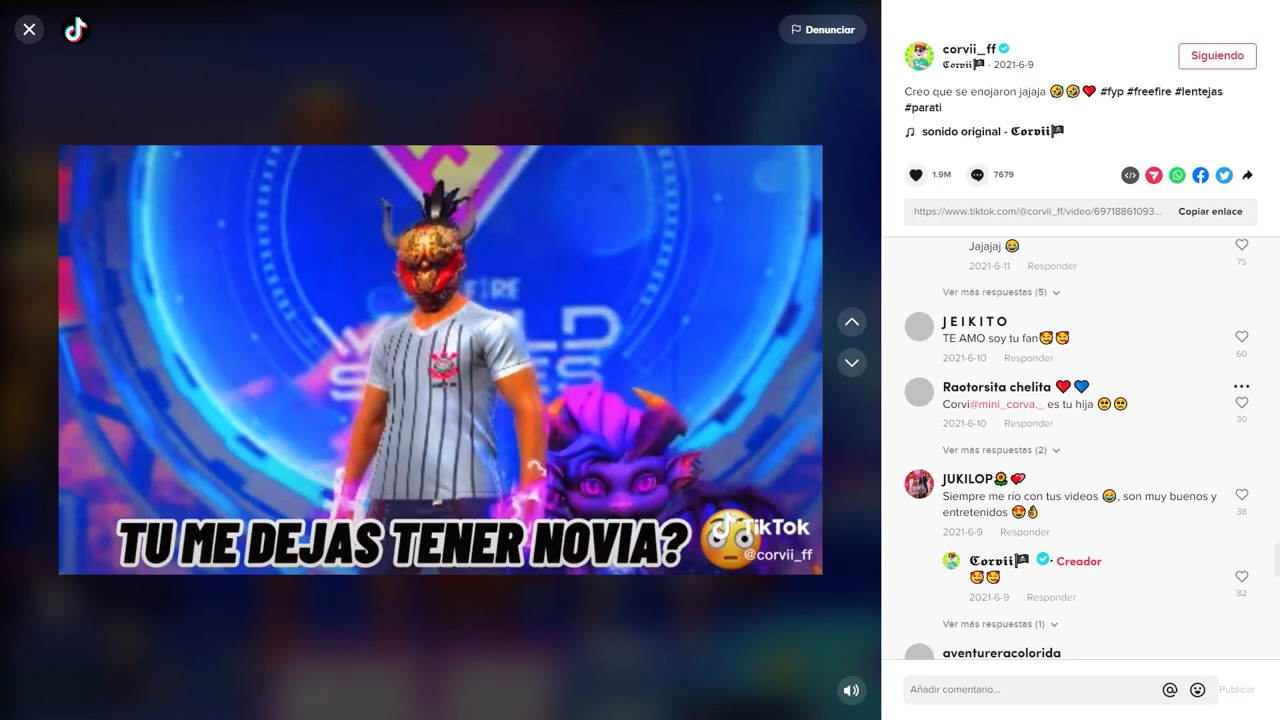 Denunciar
FIRE
TU ME DEJAS TENER NOVIA?
TikTok
@corvii_ff
corvii_ff
Corvii🏴 · 2021-6-9
Siguiendo
Creo que se enojaron jajaja 🤣🤣❤️ #fyp #freefire #lentejas
#parati
sonido original - Corvii🏴
1.9M
7679
https://www.tiktok.com/@corvii_ff/video/69718861093...
Copiar enlace
Jajajaj 😂
2021-6-11 Responder
75
Ver más respuestas (5)
J E I K I T O
TE AMO soy tu fan🥰🥰
2021-6-10 Responder
60
Raotorsita chelita ❤️💙
Corvi@mini_corva._ es tu hija 🥺🥺
2021-6-10 Responder
30
Ver más respuestas (2)
JUKILOP🌻💕
Siempre me río con tus videos 😂, son muy buenos y
entretenidos 🤩👌
2021-6-9 Responder
38
Corvii🏴 · Creador
🥰🥰
2021-6-9 Responder
82
Ver más respuestas (1)
aventureracolorida
Añadir comentario...
Publicar